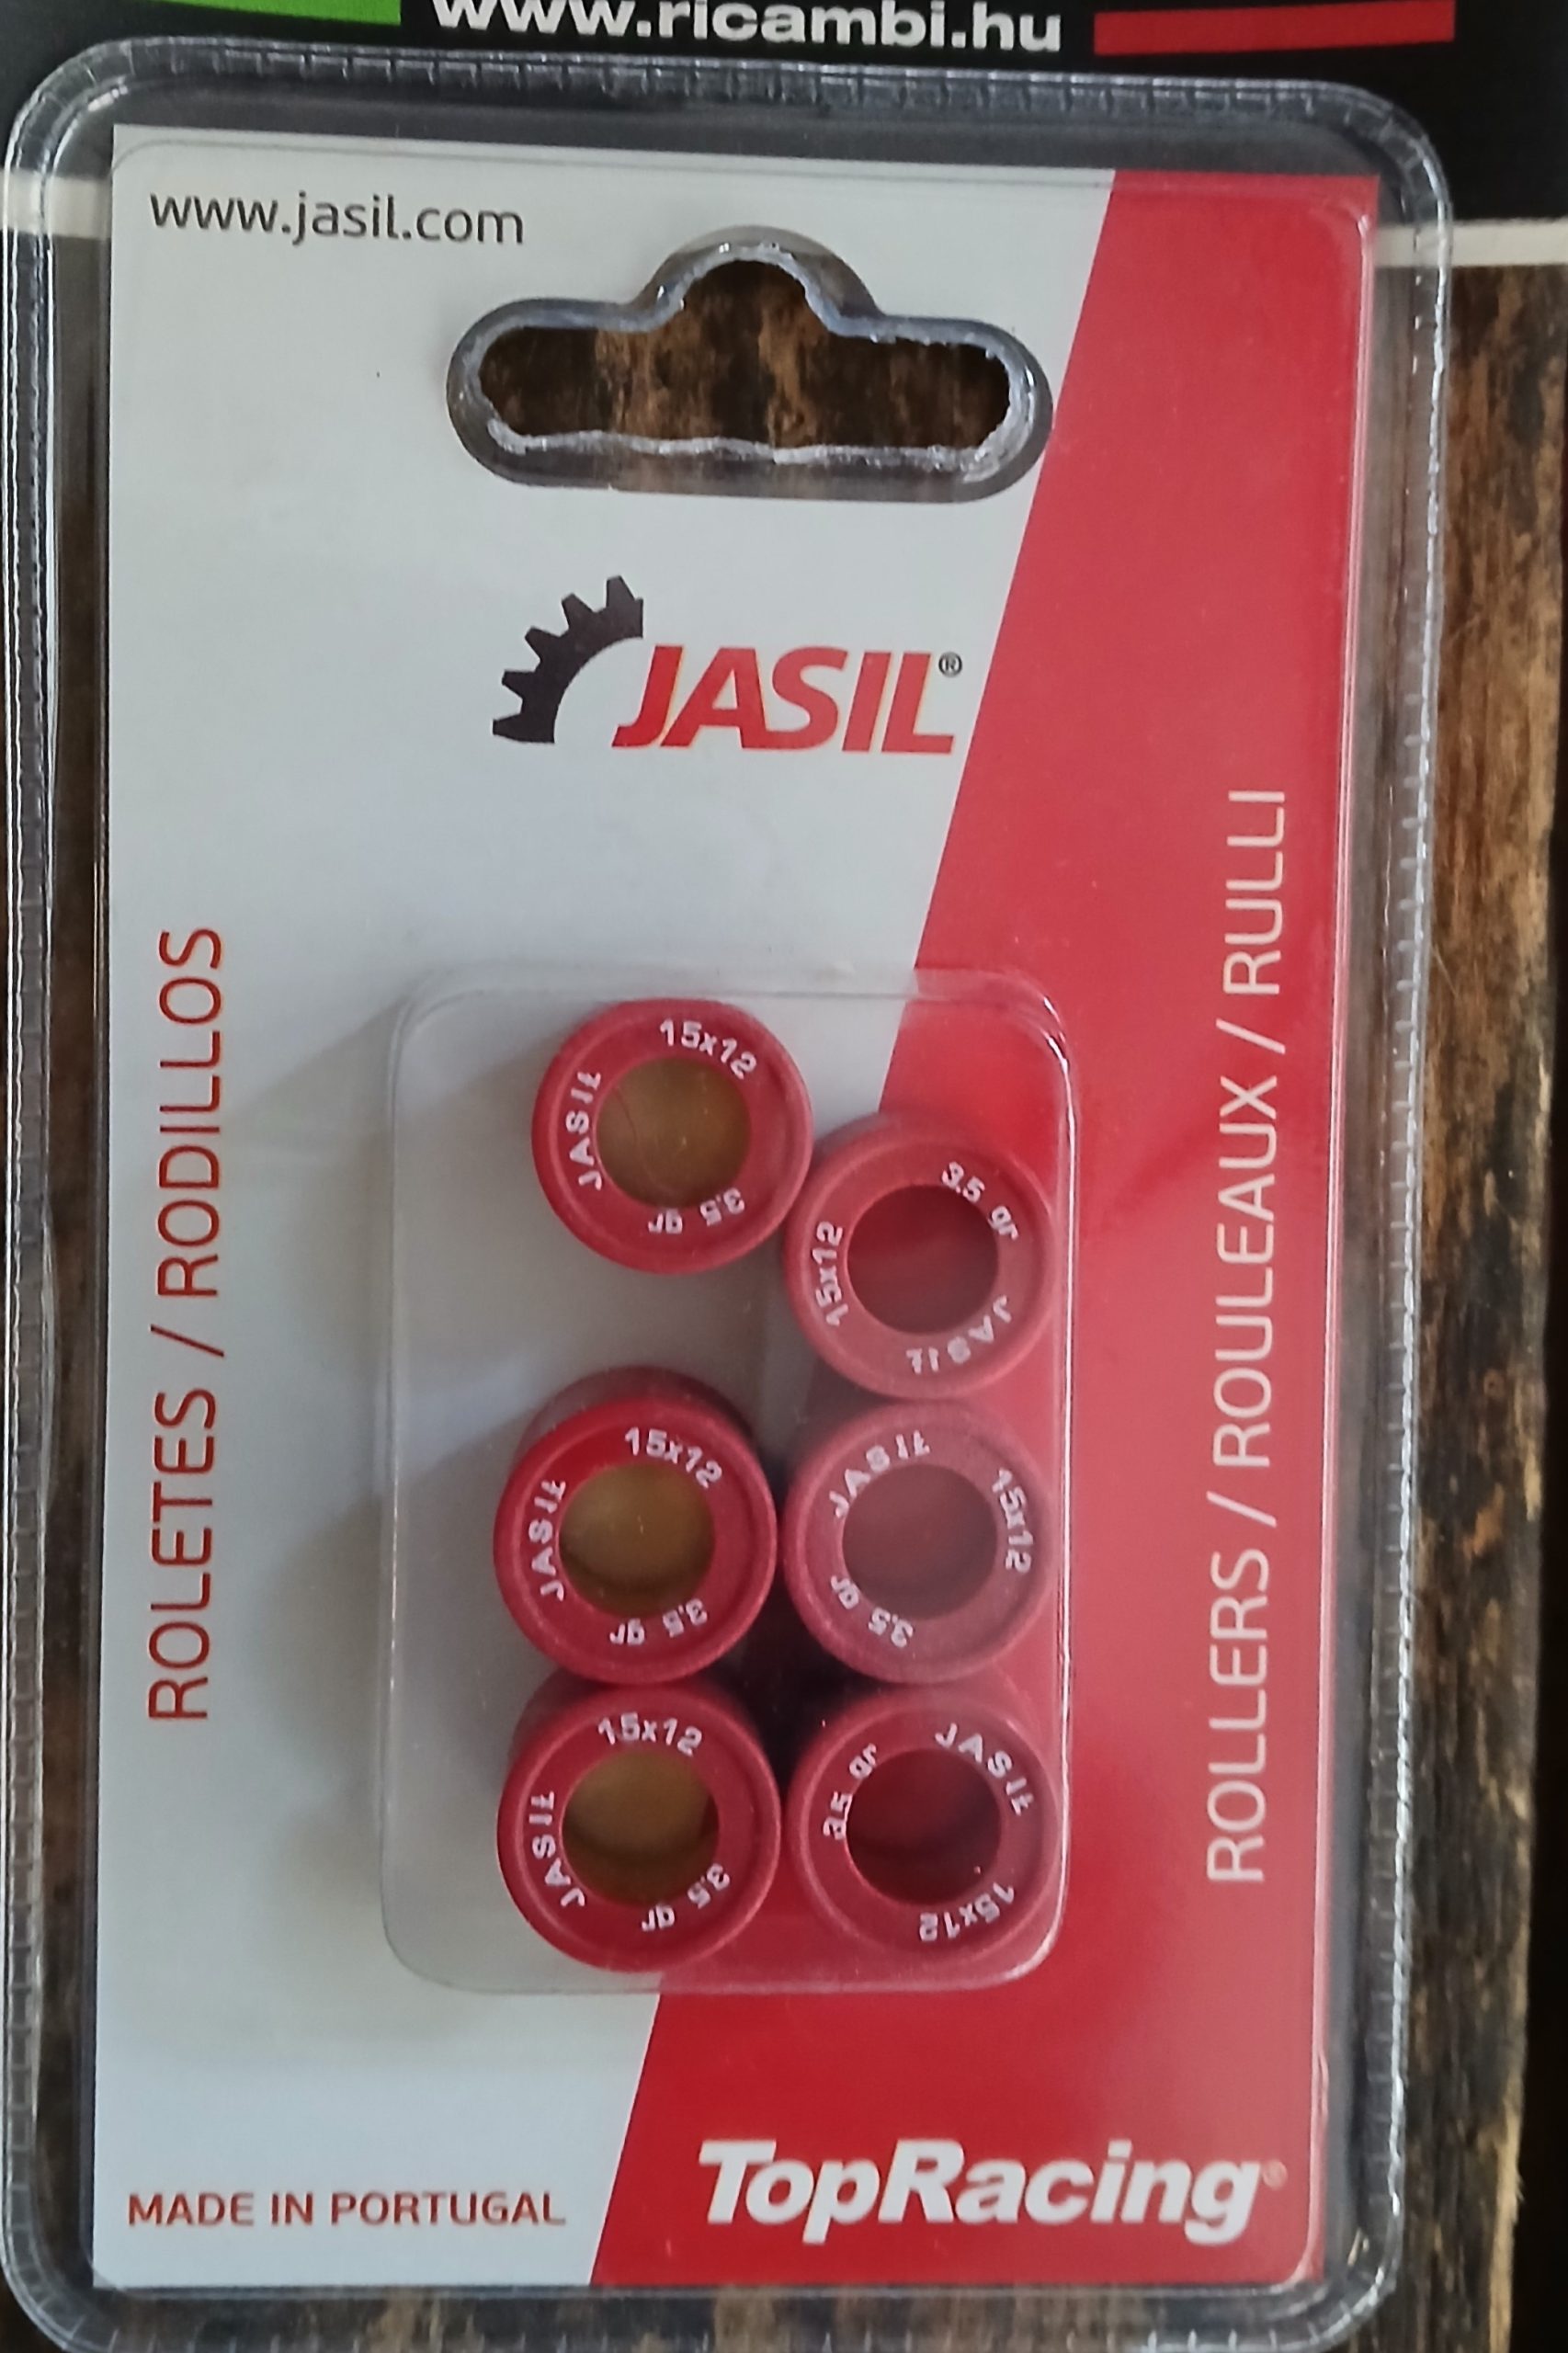 www.ricambi.hu
www.jasil.com
JASIL®
ROLETES / RODILLOS
ROLLERS / ROULEAUX / RULLI
15x12
3.5 gr
JASIL
3.5 gr
JASIL
15x12
15x12
3.5 gr
JASIL
JASIL
15x12
3.5 gr
15x12
3.5 gr
JASIL
JASIL
15x12
3.5 gr
MADE IN PORTUGAL
TopRacing®